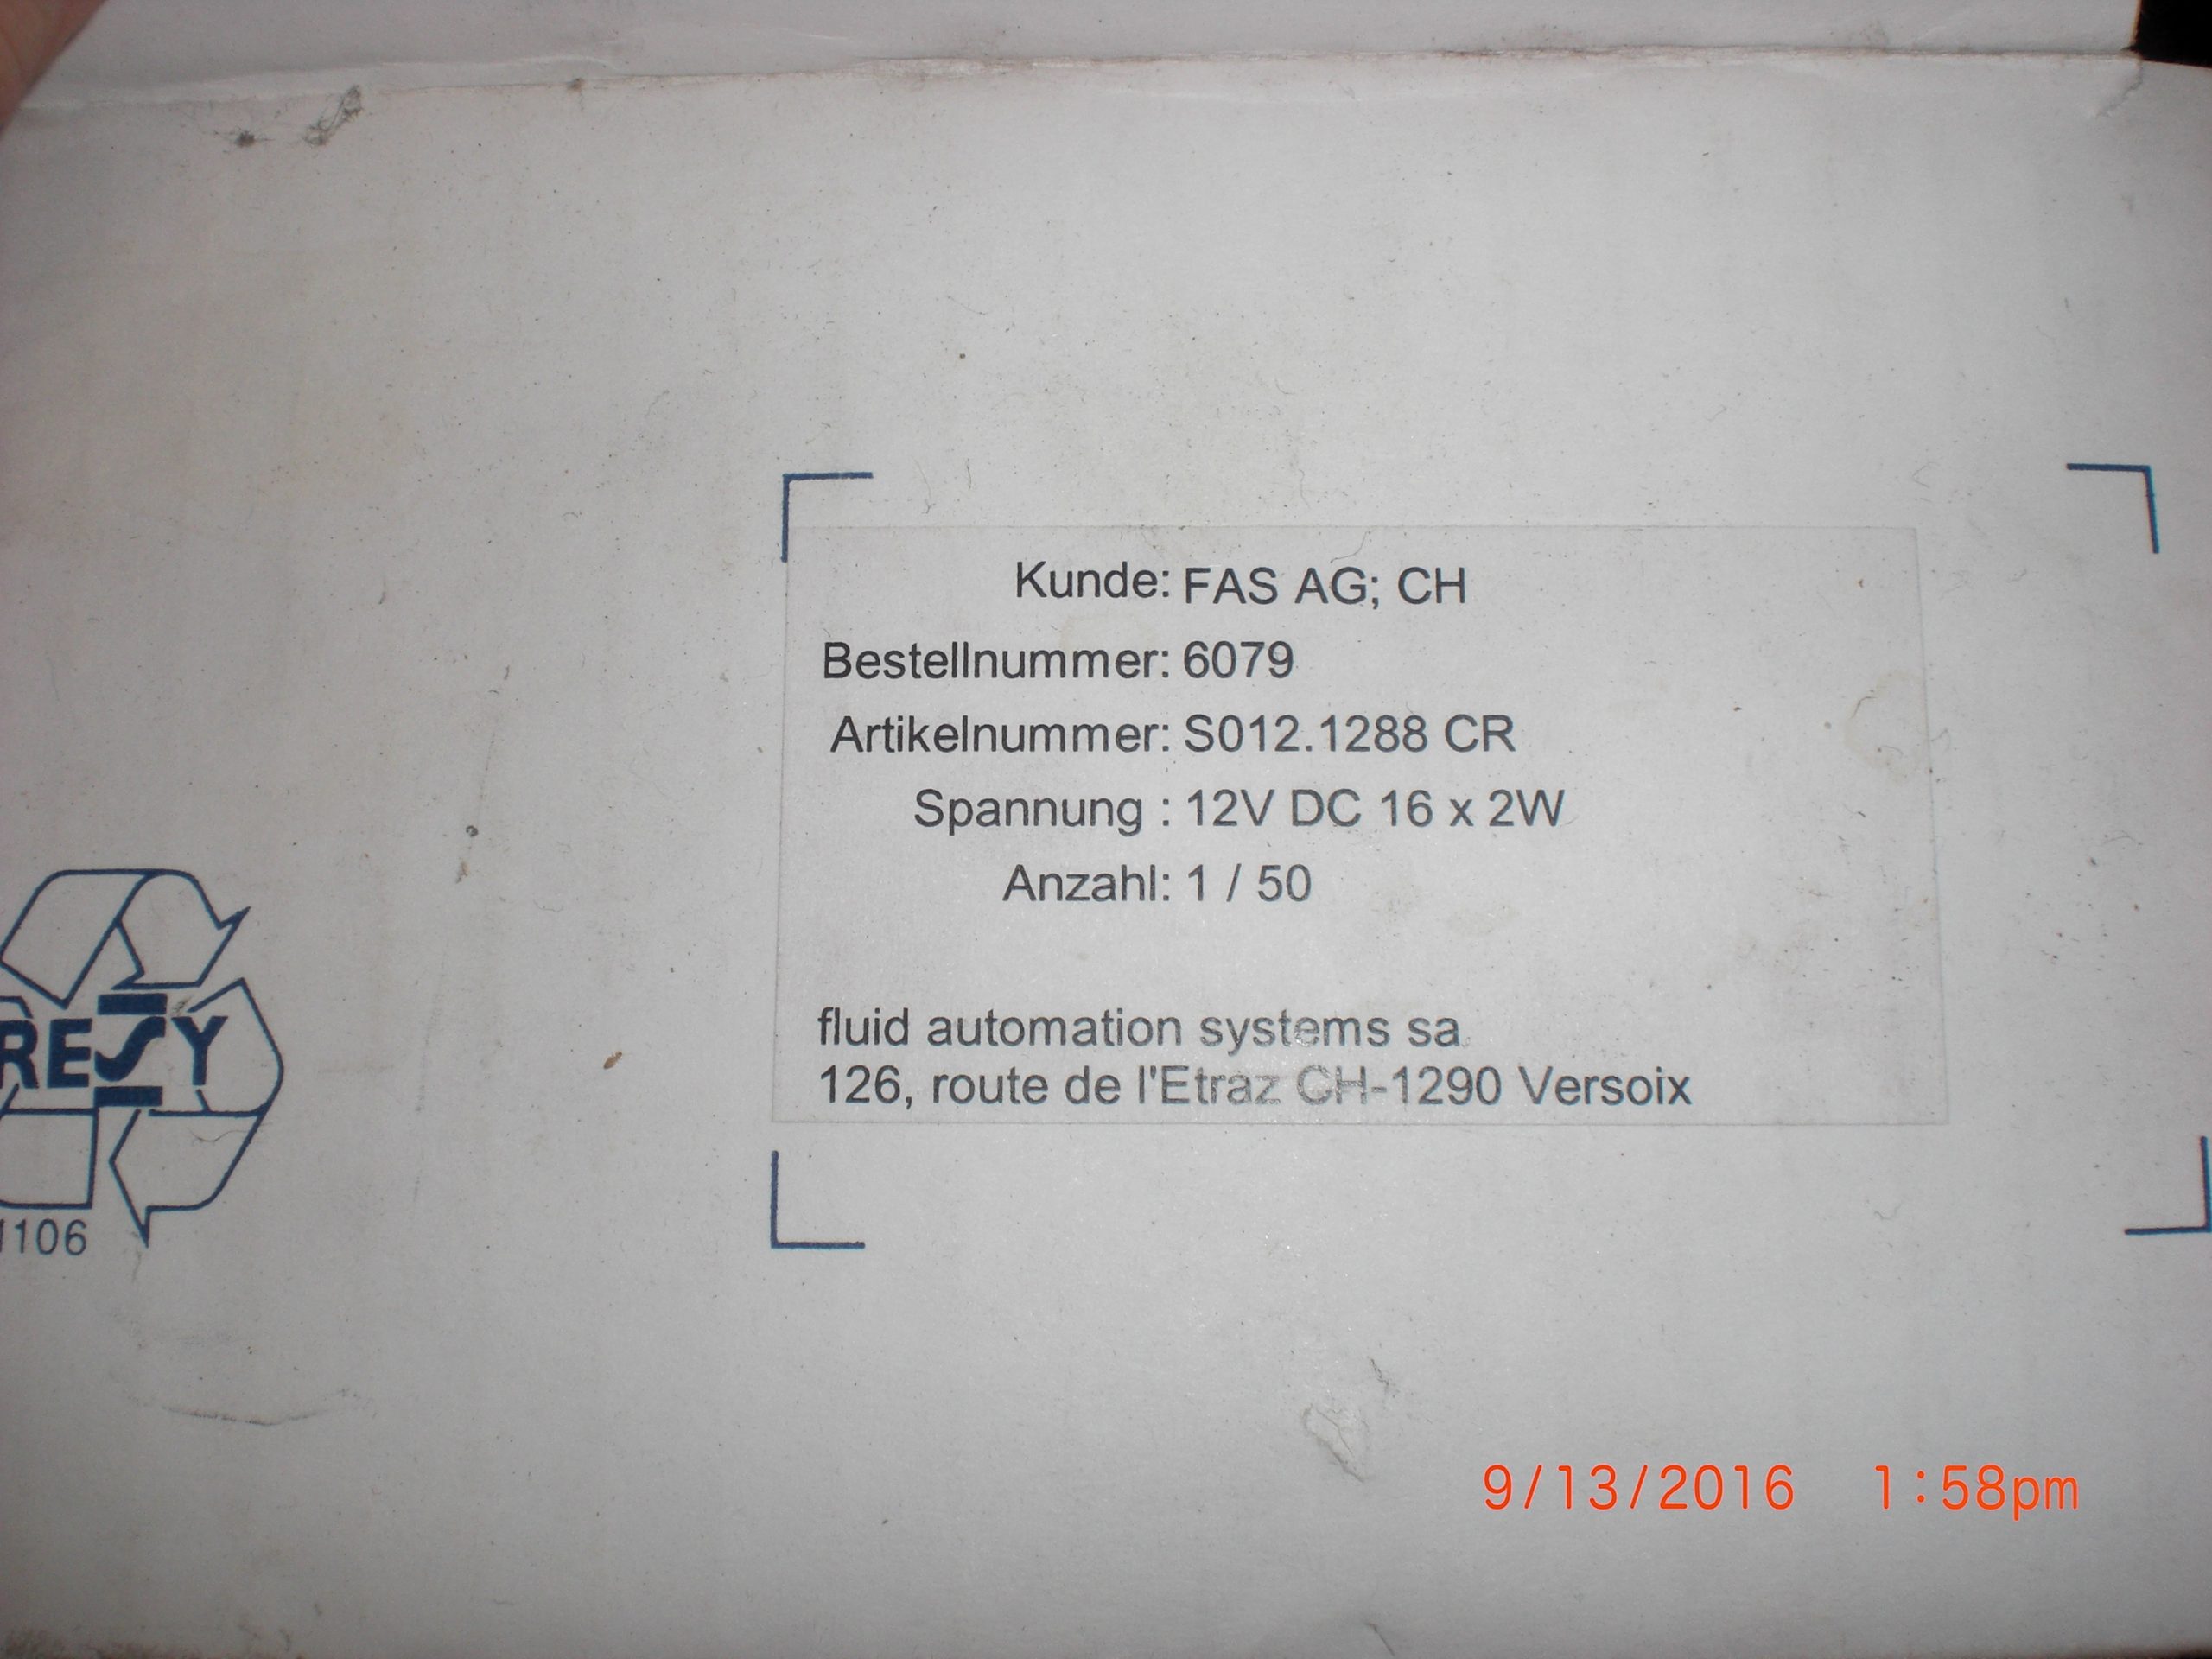 Kunde: FAS AG; CH
Bestellnummer: 6079
Artikelnummer: S012.1288 CR
Spannung : 12V DC 16 x 2W
Anzahl: 1 / 50
fluid automation systems sa
126, route de l'Etraz CH-1290 Versoix
RESY
1106
9/13/2016 1:58pm